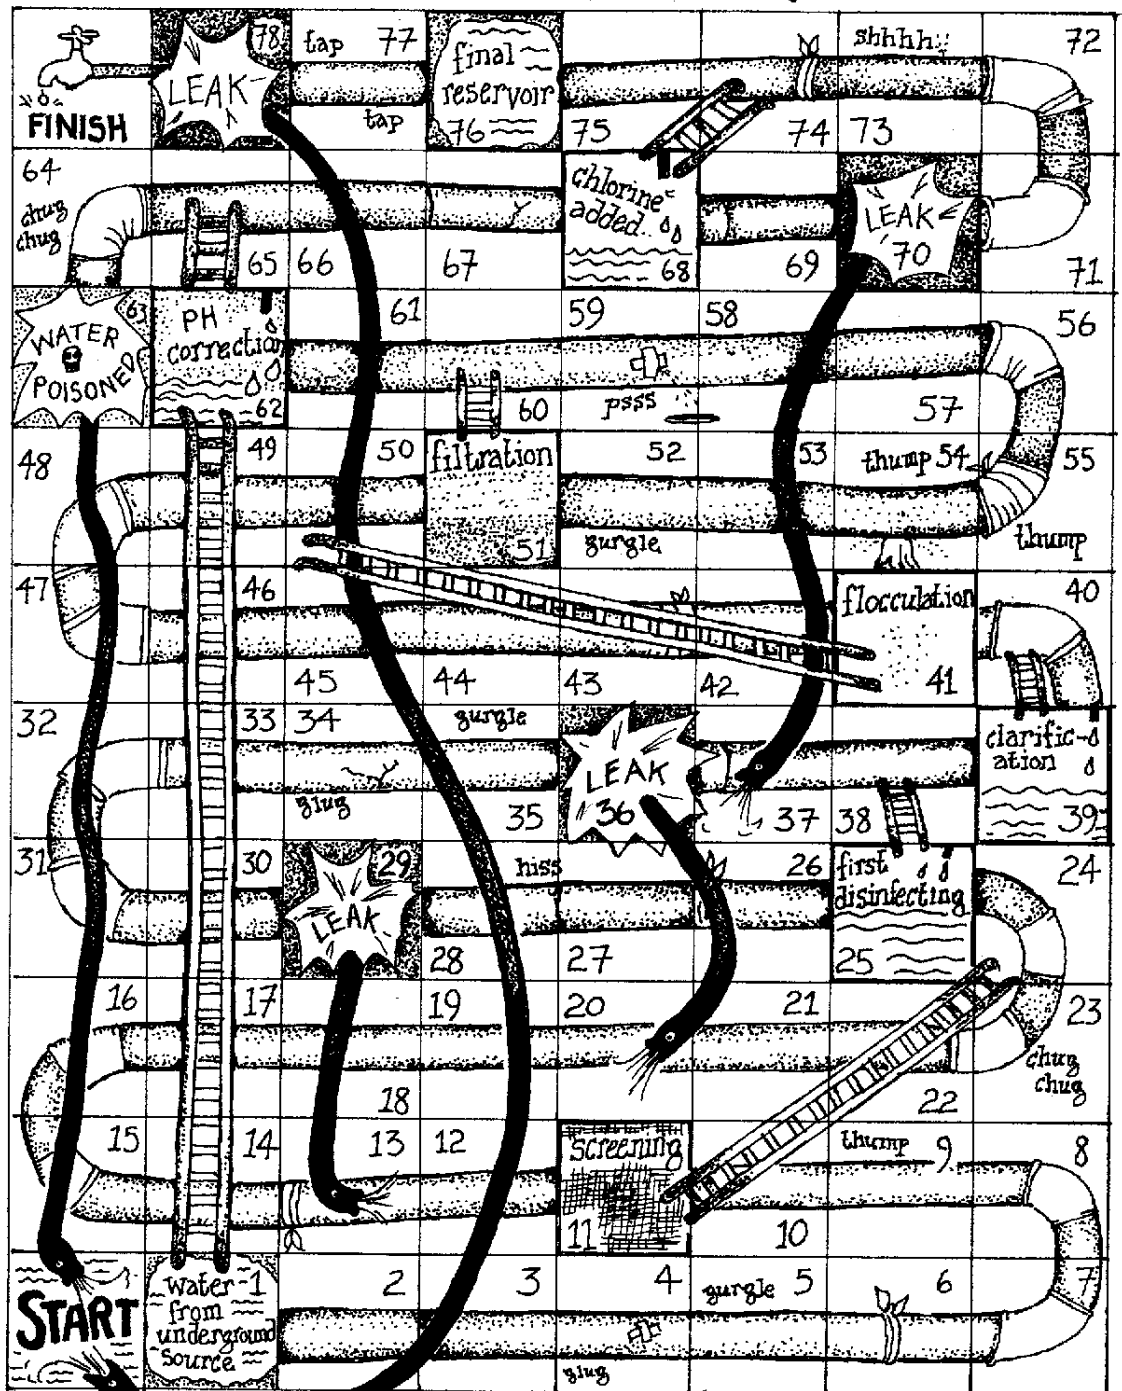 78 tap 77 72
final shhhh!!
LEAK reservoir
FINISH tap 76 75 74 73
64 chlorine
added..
chug
chug
LEAK
65 66 67 68 69 70 71
63 PH 61 59 58 56
WATER correction
POISONED
62 60 psss 57
48 49 50 filtration 52 53 thump 54 55
51 gurgle thump
47 46 flocculation 40
45 44 43 42 41
32 33 34 gurgle clarific-
LEAK ation
glug 35 36 37 38 39
31 30 29 hiss 26 first 24
disinfecting
LEAK
28 27 25
16 17 19 20 21 23
chug
chug
18 22
15 14 13 12 screening thump 9 8
11 10
water 1 2 3 4 gurgle 5 6 7
START from
underground
source
glug